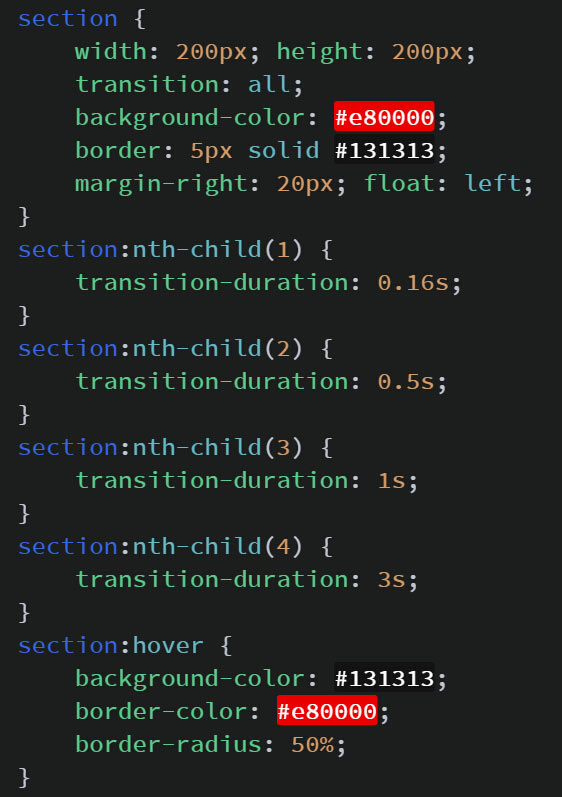 section {
    width: 200px; height: 200px;
    transition: all;
    background-color: #e80000;
    border: 5px solid #131313;
    margin-right: 20px; float: left;
}
section:nth-child(1) {
    transition-duration: 0.16s;
}
section:nth-child(2) {
    transition-duration: 0.5s;
}
section:nth-child(3) {
    transition-duration: 1s;
}
section:nth-child(4) {
    transition-duration: 3s;
}
section:hover {
    background-color: #131313;
    border-color: #e80000;
    border-radius: 50%;
}